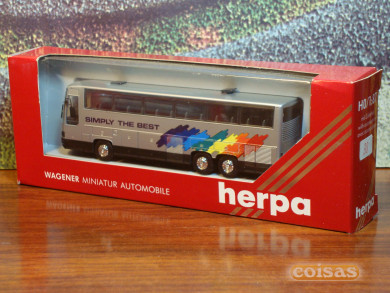 SIMPLY THE BEST
WAGENER MINIATUR AUTOMOBILE
herpa
herpa
coisas